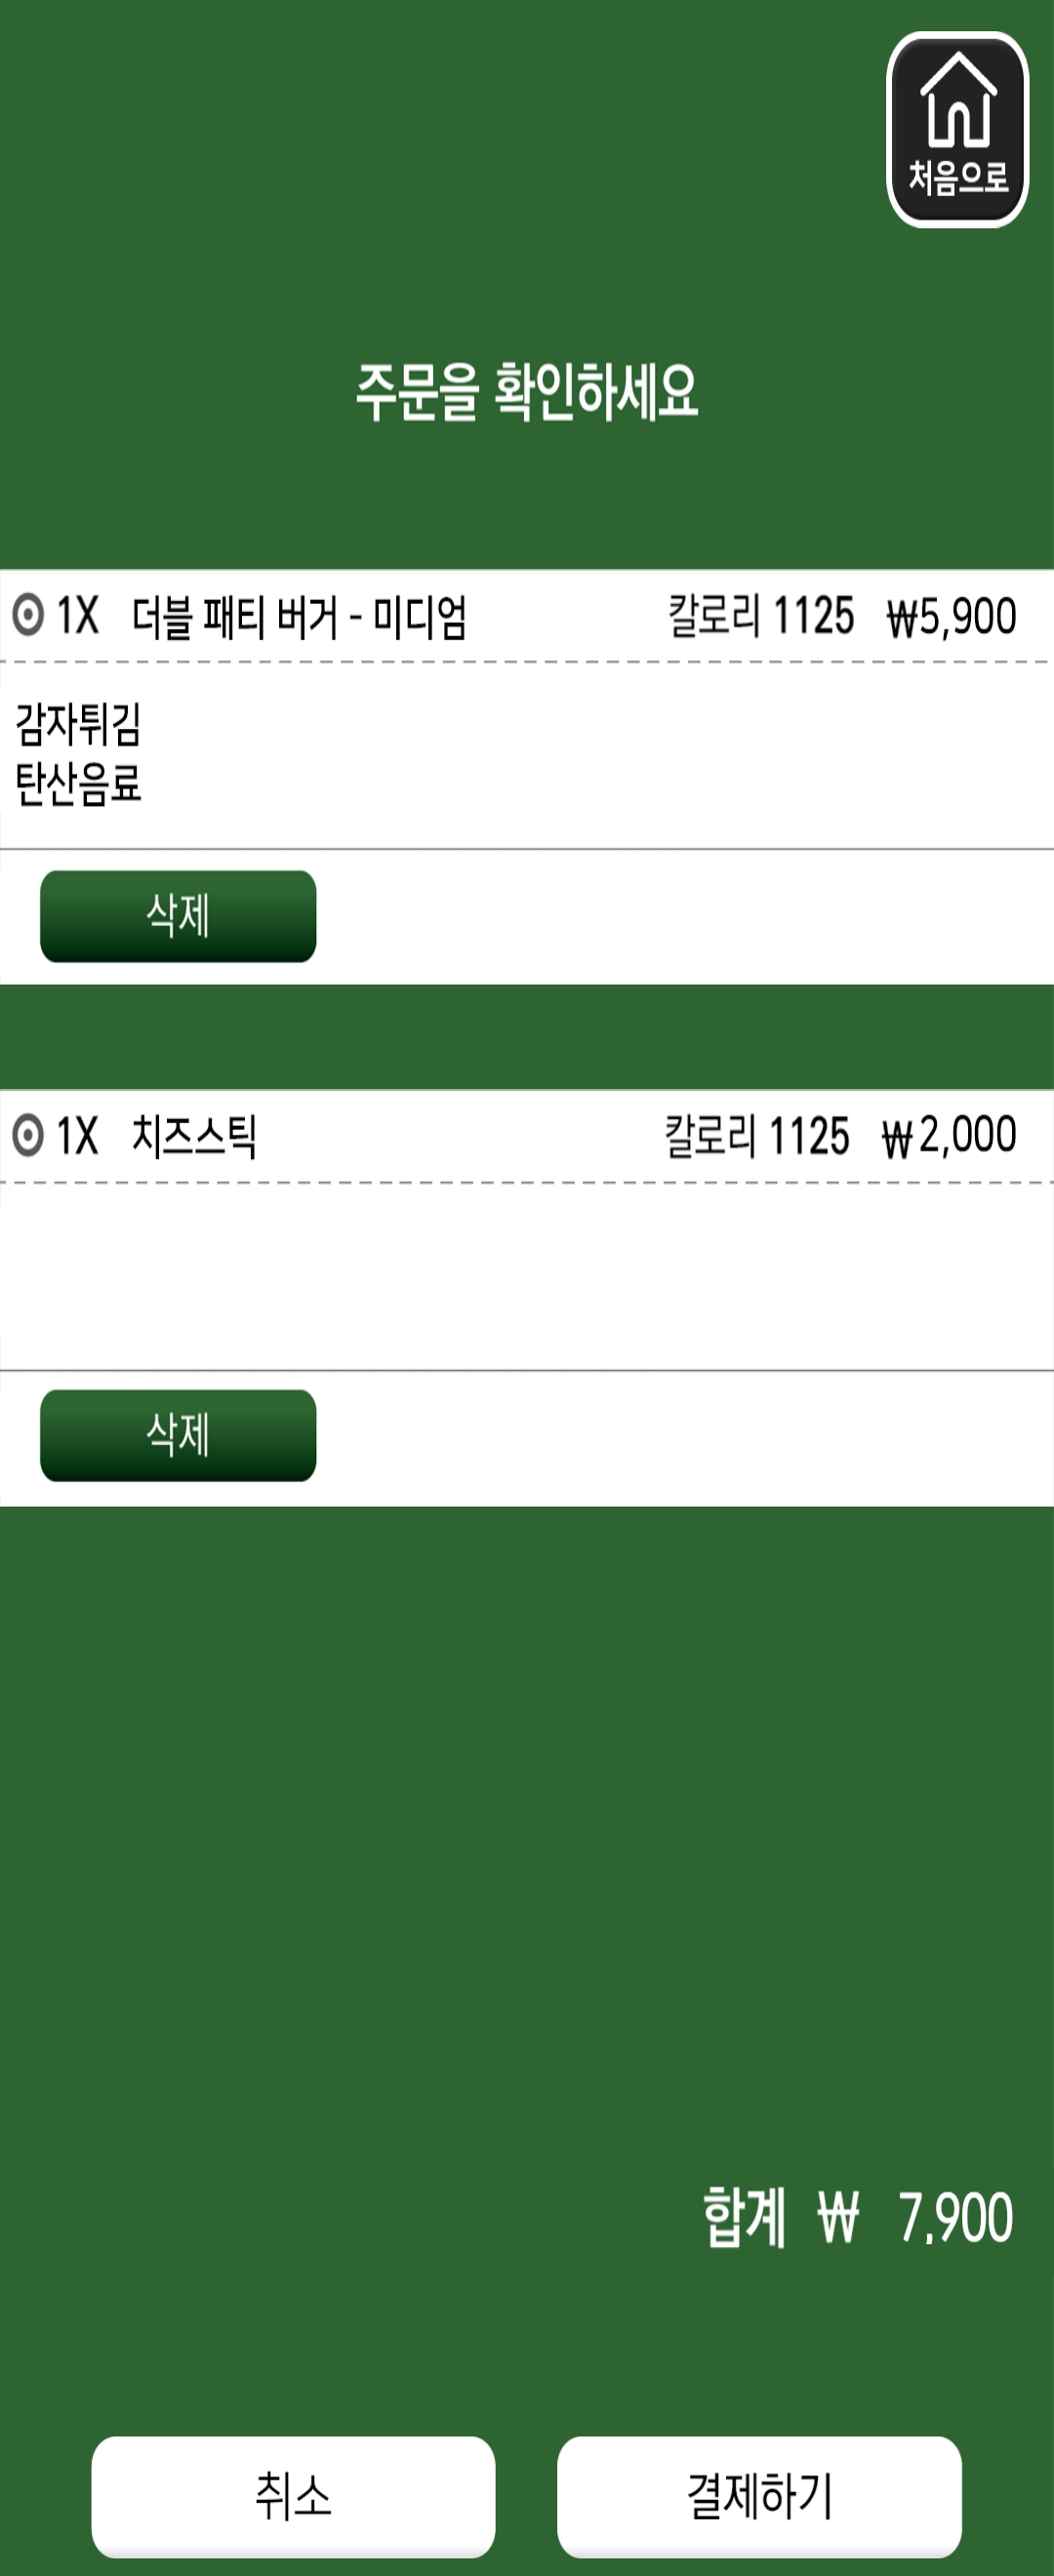 처음으로
주문을 확인하세요
1X 더블 패티 버거 - 미디엄 칼로리 1125 ₩5,900
감자튀김
탄산음료
삭제
1X 치즈스틱 칼로리 1125 ₩2,000
삭제
합계 ₩ 7,900
취소 결제하기